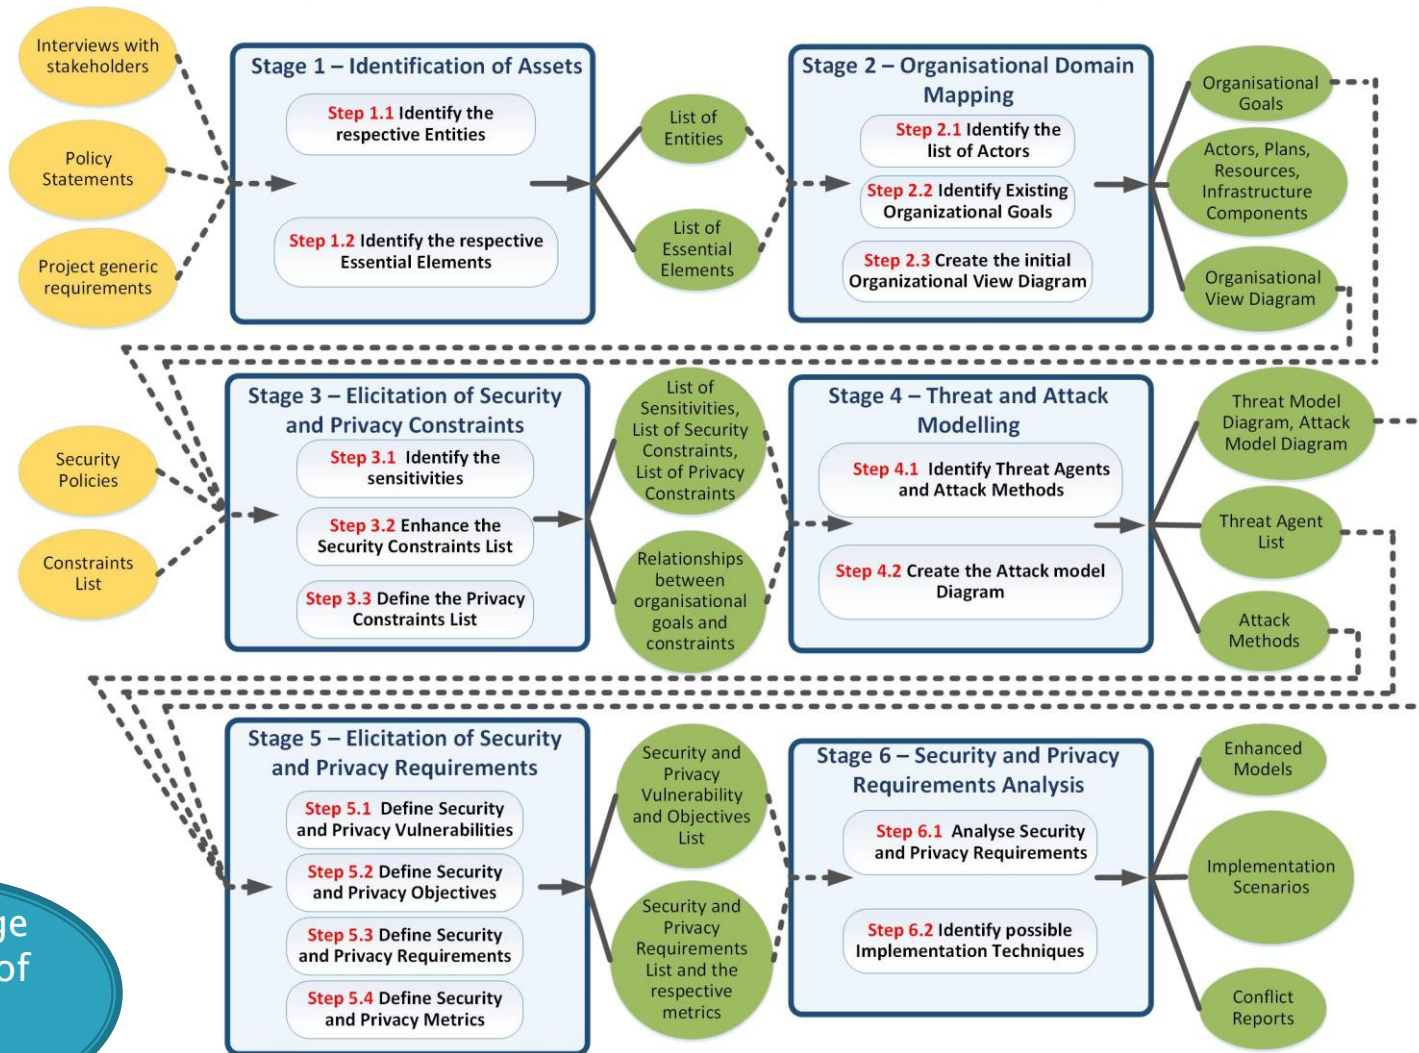 Interviews with
stakeholders
Policy
Statements
Project generic
requirements
Stage 1 – Identification of Assets
Step 1.1 Identify the
respective Entities
Step 1.2 Identify the respective
Essential Elements
List of
Entities
List of
Essential
Elements
Stage 2 – Organisational Domain
Mapping
Step 2.1 Identify the
list of Actors
Step 2.2 Identify Existing
Organizational Goals
Step 2.3 Create the initial
Organizational View Diagram
Organisational
Goals
Actors, Plans,
Resources,
Infrastructure
Components
Organisational
View Diagram
Security
Policies
Constraints
List
Stage 3 – Elicitation of Security
and Privacy Constraints
Step 3.1 Identify the
sensitivities
Step 3.2 Enhance the
Security Constraints List
Step 3.3 Define the Privacy
Constraints List
List of
Sensitivities,
List of Security
Constraints,
List of Privacy
Constraints
Relationships
between
organisational
goals and
constraints
Stage 4 – Threat and Attack
Modelling
Step 4.1 Identify Threat Agents
and Attack Methods
Step 4.2 Create the Attack model
Diagram
Threat Model
Diagram, Attack
Model Diagram
Threat Agent
List
Attack
Methods
Stage 5 – Elicitation of Security
and Privacy Requirements
Step 5.1 Define Security
and Privacy Vulnerabilities
Step 5.2 Define Security
and Privacy Objectives
Step 5.3 Define Security
and Privacy Requirements
Step 5.4 Define Security
and Privacy Metrics
Security and
Privacy
Vulnerability
and Objectives
List
Security and
Privacy
Requirements
List and the
respective
metrics
Stage 6 – Security and Privacy
Requirements Analysis
Step 6.1 Analyse Security
and Privacy Requirements
Step 6.2 Identify possible
Implementation Techniques
Enhanced
Models
Implementation
Scenarios
Conflict
Reports
of